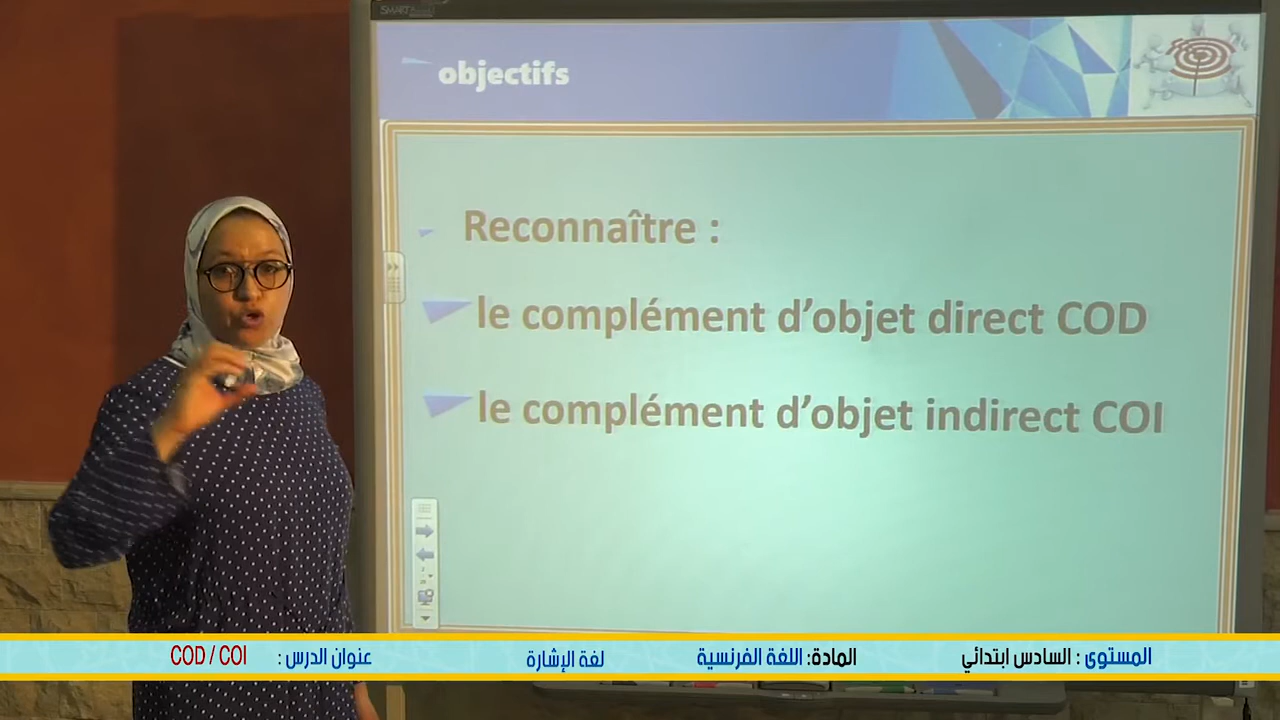 SMART
objectifs
Reconnaître :
le complément d’objet direct COD
le complément d’objet indirect COI
المستوى : السادس ابتدائي
المادة: اللغة الفرنسية
لغة الإشارة
عنوان الدرس : COD / COI